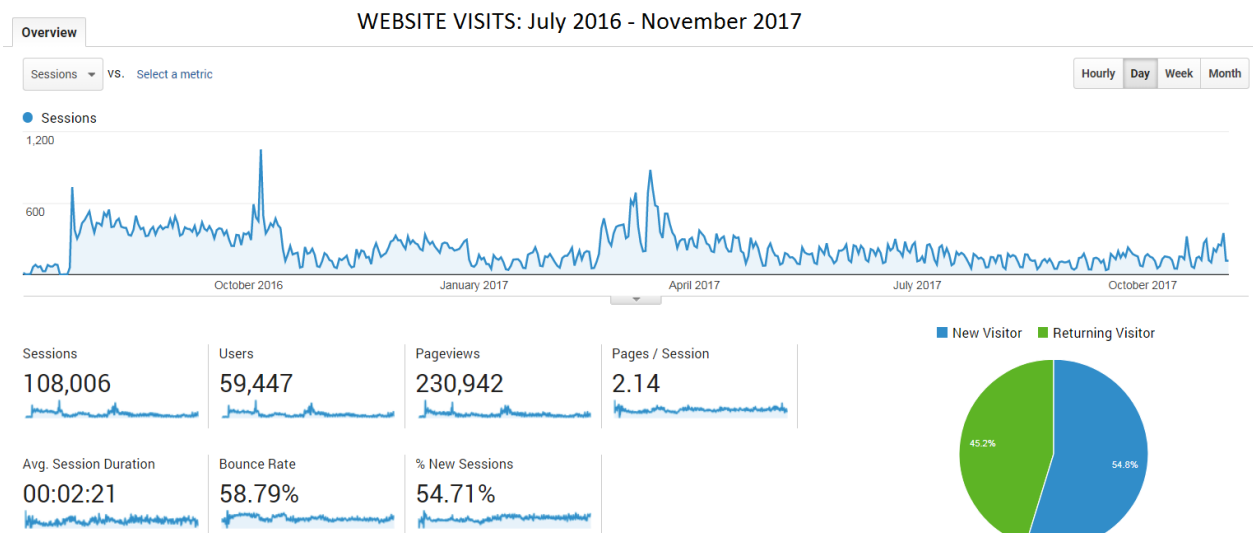 WEBSITE VISITS: July 2016 - November 2017
Overview
Sessions VS. Select a metric
Hourly Day Week Month
Sessions
1,200
600
October 2016 January 2017 April 2017 July 2017 October 2017
New Visitor Returning Visitor
Sessions Users Pageviews Pages / Session
108,006 59,447 230,942 2.14
45.2%
54.8%
Avg. Session Duration Bounce Rate % New Sessions
00:02:21 58.79% 54.71%